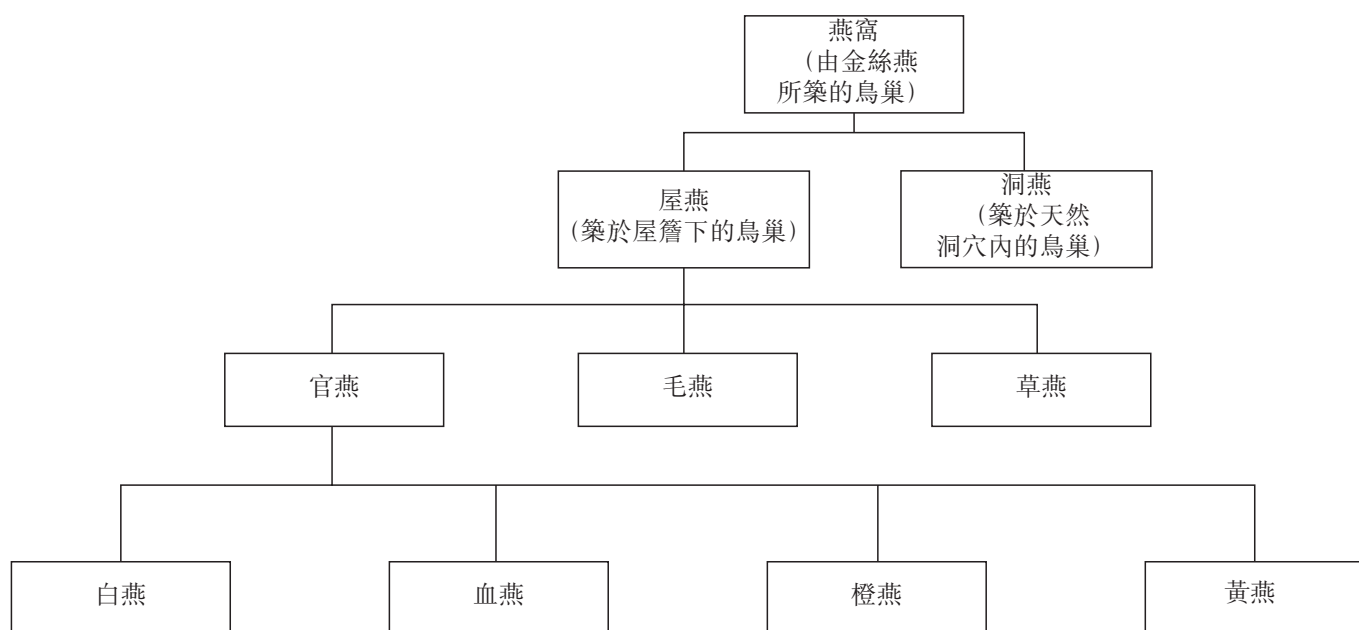 燕窩
（由金絲燕
所築的鳥巢）
屋燕
（築於屋簷下的鳥巢）
洞燕
（築於天然
洞穴內的鳥巢）
官燕
毛燕
草燕
白燕
血燕
橙燕
黃燕